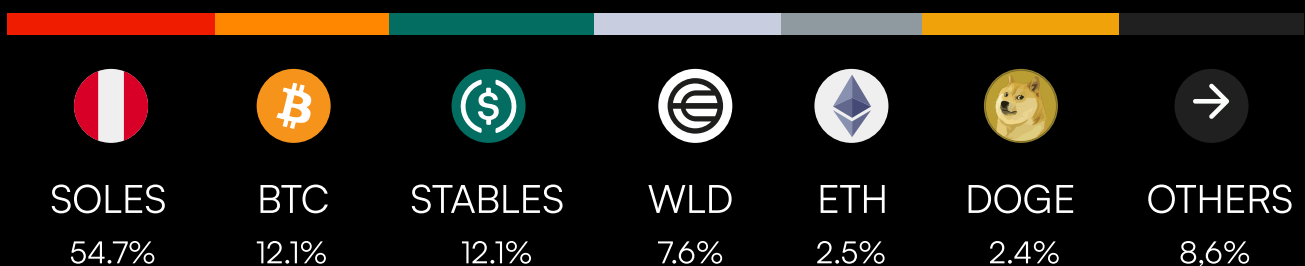 SOLES BTC STABLES WLD ETH DOGE OTHERS
54.7% 12.1% 12.1% 7.6% 2.5% 2.4% 8,6%